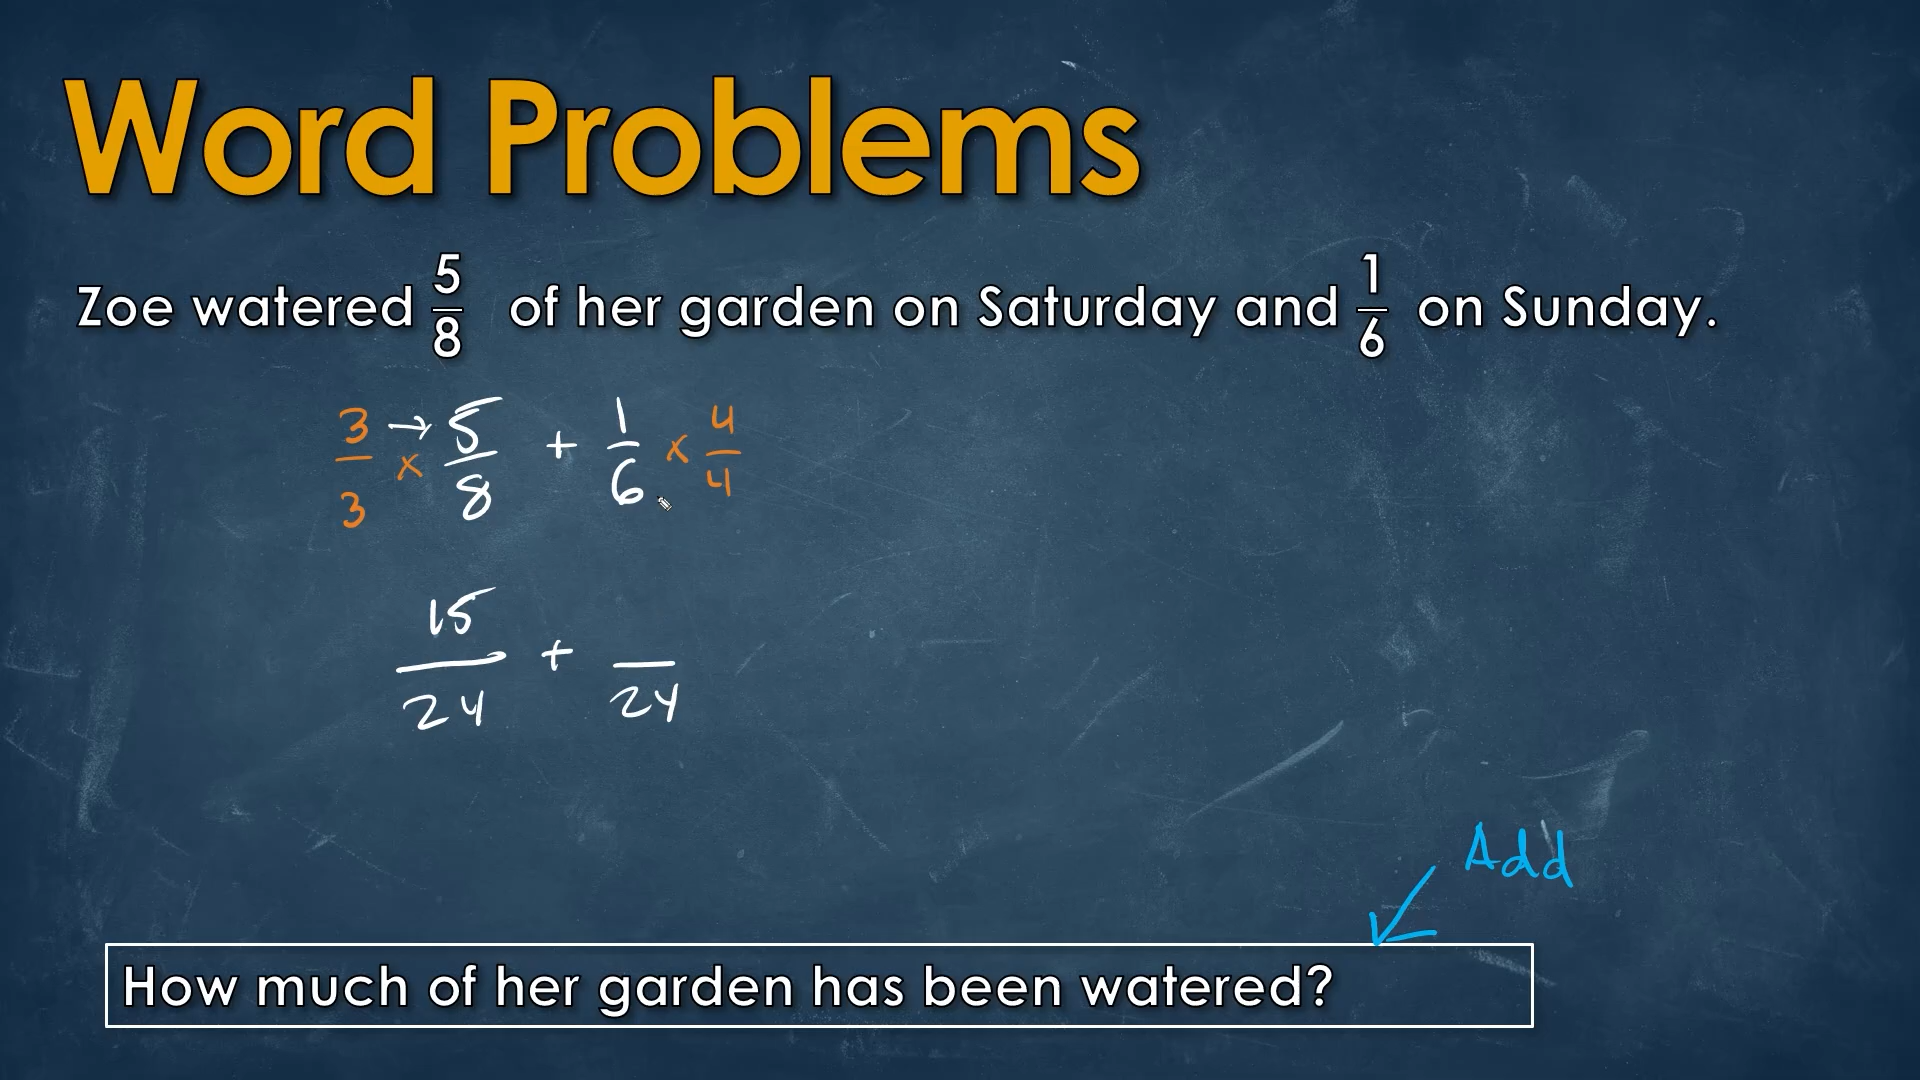 Word Problems
Zoe watered 5/8 of her garden on Saturday and 1/6 on Sunday.
3/3 × → 5/8 + 1/6 × 4/4
15/24 + /24
Add
How much of her garden has been watered?